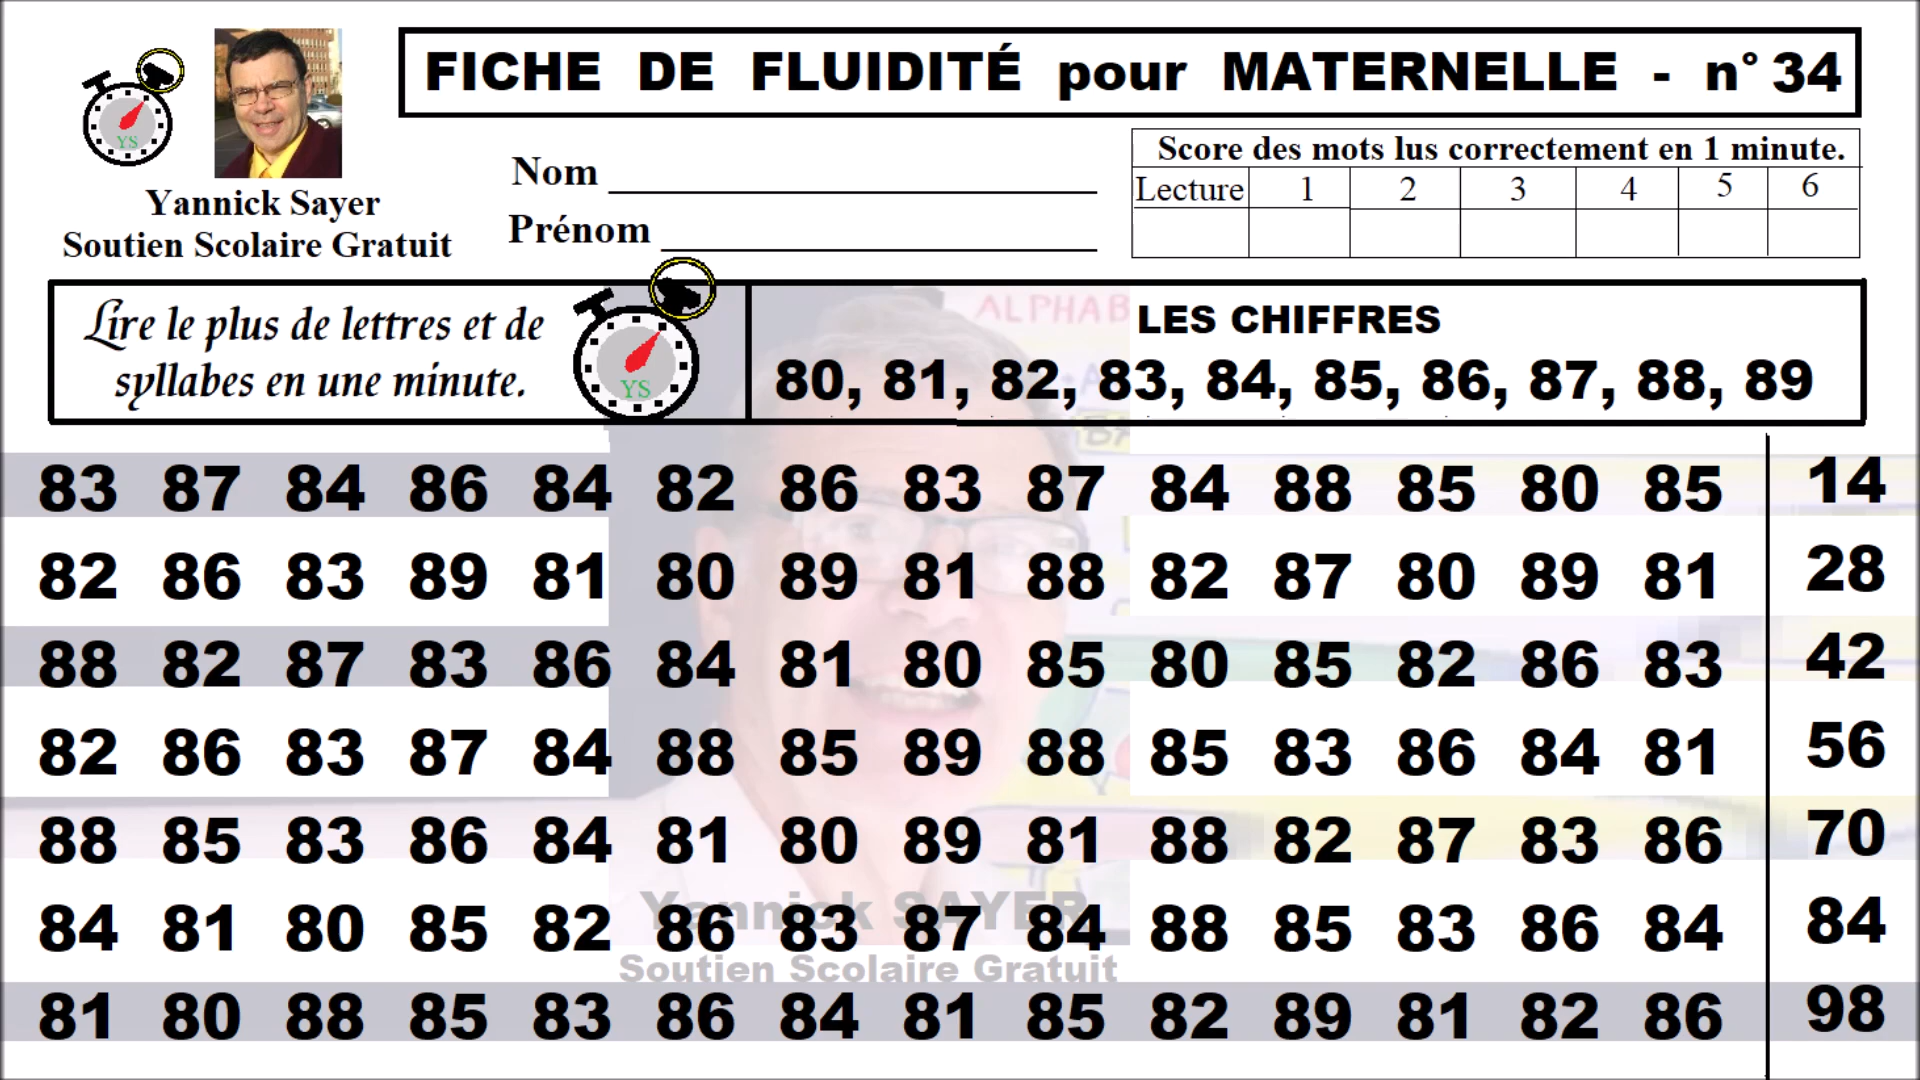 FICHE DE FLUIDITÉ pour MATERNELLE - n° 34
YS
Yannick Sayer
Soutien Scolaire Gratuit
Nom
Prénom
Score des mots lus correctement en 1 minute.
Lecture 1 2 3 4 5 6
Lire le plus de lettres et de
syllabes en une minute.
YS
ALPHAB
LES CHIFFRES
80, 81, 82, 83, 84, 85, 86, 87, 88, 89
83 87 84 86 84 82 86 83 87 84 88 85 80 85 14
82 86 83 89 81 80 89 81 88 82 87 80 89 81 28
88 82 87 83 86 84 81 80 85 80 85 82 86 83 42
82 86 83 87 84 88 85 89 88 85 83 86 84 81 56
88 85 83 86 84 81 80 89 81 88 82 87 83 86 70
Yannick SAYER
84 81 80 85 82 86 83 87 84 88 85 83 86 84 84
Soutien Scolaire Gratuit
81 80 88 85 83 86 84 81 85 82 89 81 82 86 98